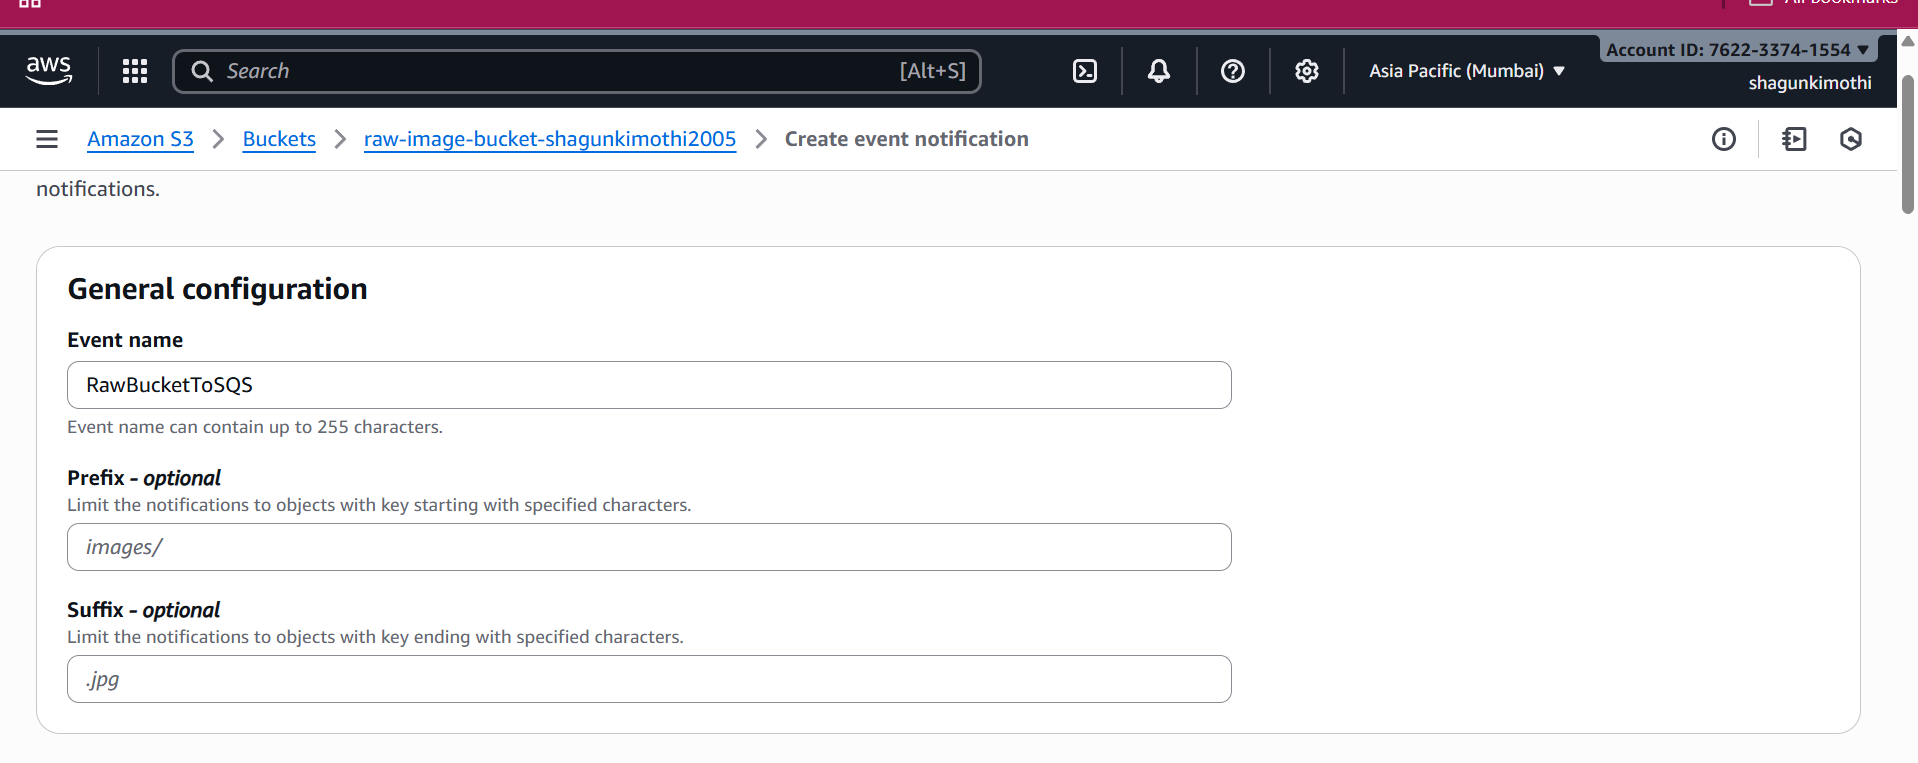 All Bookmarks
Account ID: 7622-3374-1554
aws
Search [Alt+S]
Asia Pacific (Mumbai)
shagunkimothi
Amazon S3 > Buckets > raw-image-bucket-shagunkimothi2005 > Create event notification
notifications.
General configuration
Event name
RawBucketToSQS
Event name can contain up to 255 characters.
Prefix - optional
Limit the notifications to objects with key starting with specified characters.
images/
Suffix - optional
Limit the notifications to objects with key ending with specified characters.
.jpg